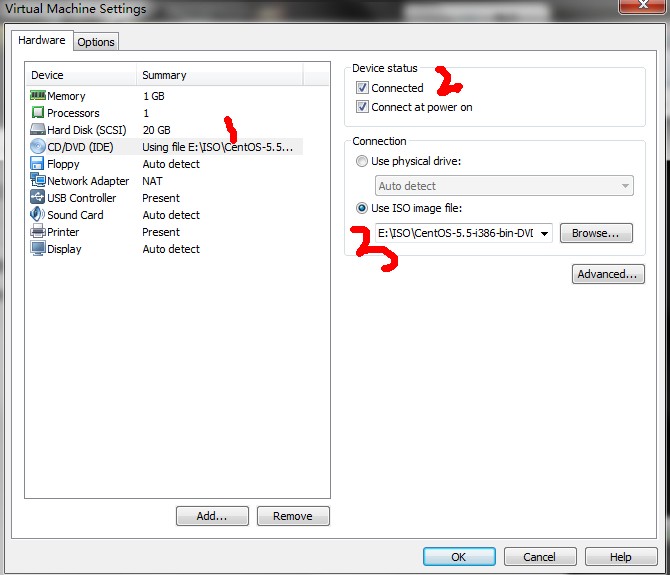 Virtual Machine Settings
Hardware
Options
Device Summary
Memory 1 GB
Processors 1
Hard Disk (SCSI) 20 GB
CD/DVD (IDE) Using file E:\ISO\CentOS-5.5...
Floppy Auto detect
Network Adapter NAT
USB Controller Present
Sound Card Auto detect
Printer Present
Display Auto detect
1
Add...
Remove
Device status
Connected
2
Connect at power on
Connection
Use physical drive:
Auto detect
Use ISO image file:
E:\ISO\CentOS-5.5-i386-bin-DVI
Browse...
3
Advanced...
OK
Cancel
Help